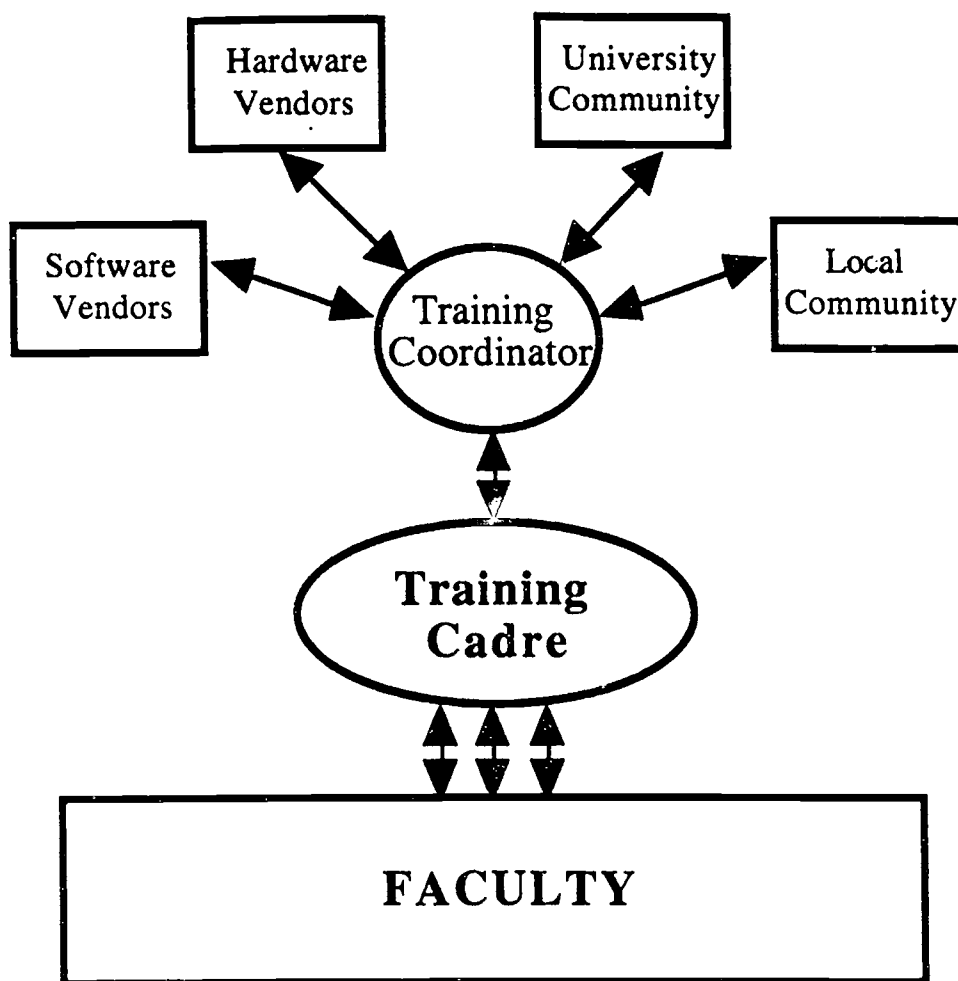 Hardware
Vendors
University
Community
Software
Vendors
Local
Community
Training
Coordinator
Training
Cadre
FACULTY